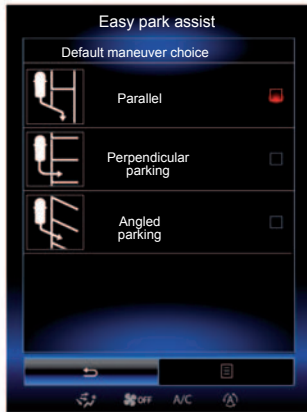 Easy park assist
Default maneuver choice
Parallel
Perpendicular
parking
Angled
parking
OFF A/C